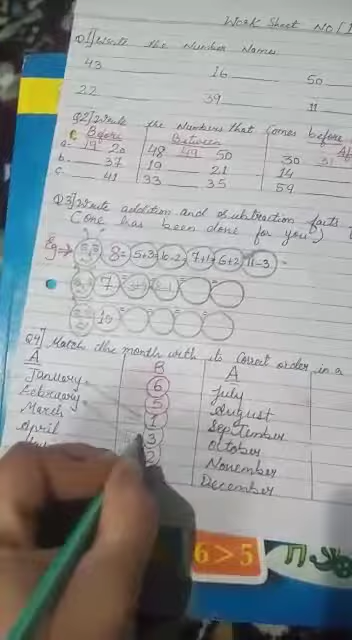 Work Sheet No [1
Q1] Write the Number Names
43 16 50
22 39 11
Q2] Write the Numbers that comes before
Before Between Af
a. 19 20 48 49 50 30 31
b. 37 19 21 14
c. 41 33 35 59
Q3] Write addition and subtraction facts
(One has been done for you)
Eg→ 8= 5+3= 10-2= 7+1= 6+2= 11-3=
7
10
Q4] Match the month with its correct order in a
A B A
January 6 July
February 5 August
March 1 September
April 3 October
2 November
December
6 > 5